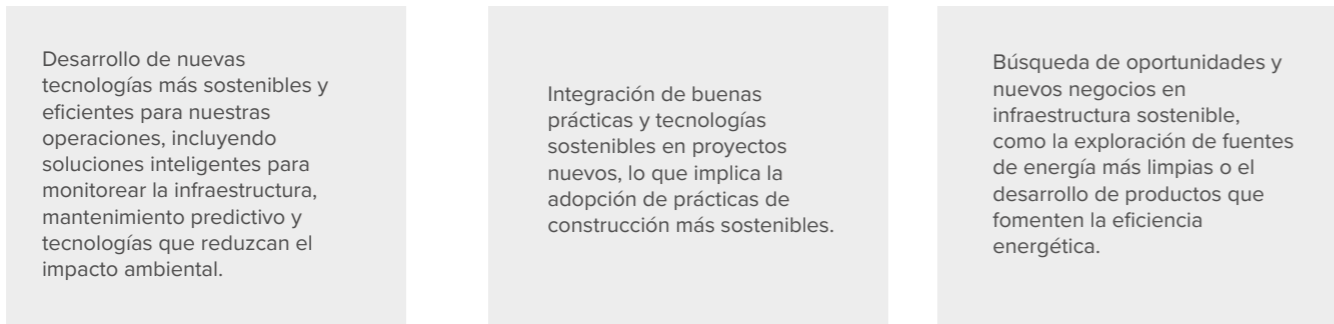 Desarrollo de nuevas
tecnologías más sostenibles y
eficientes para nuestras
operaciones, incluyendo
soluciones inteligentes para
monitorear la infraestructura,
mantenimiento predictivo y
tecnologías que reduzcan el
impacto ambiental.
Integración de buenas
prácticas y tecnologías
sostenibles en proyectos
nuevos, lo que implica la
adopción de prácticas de
construcción más sostenibles.
Búsqueda de oportunidades y
nuevos negocios en
infraestructura sostenible,
como la exploración de fuentes
de energía más limpias o el
desarrollo de productos que
fomenten la eficiencia
energética.